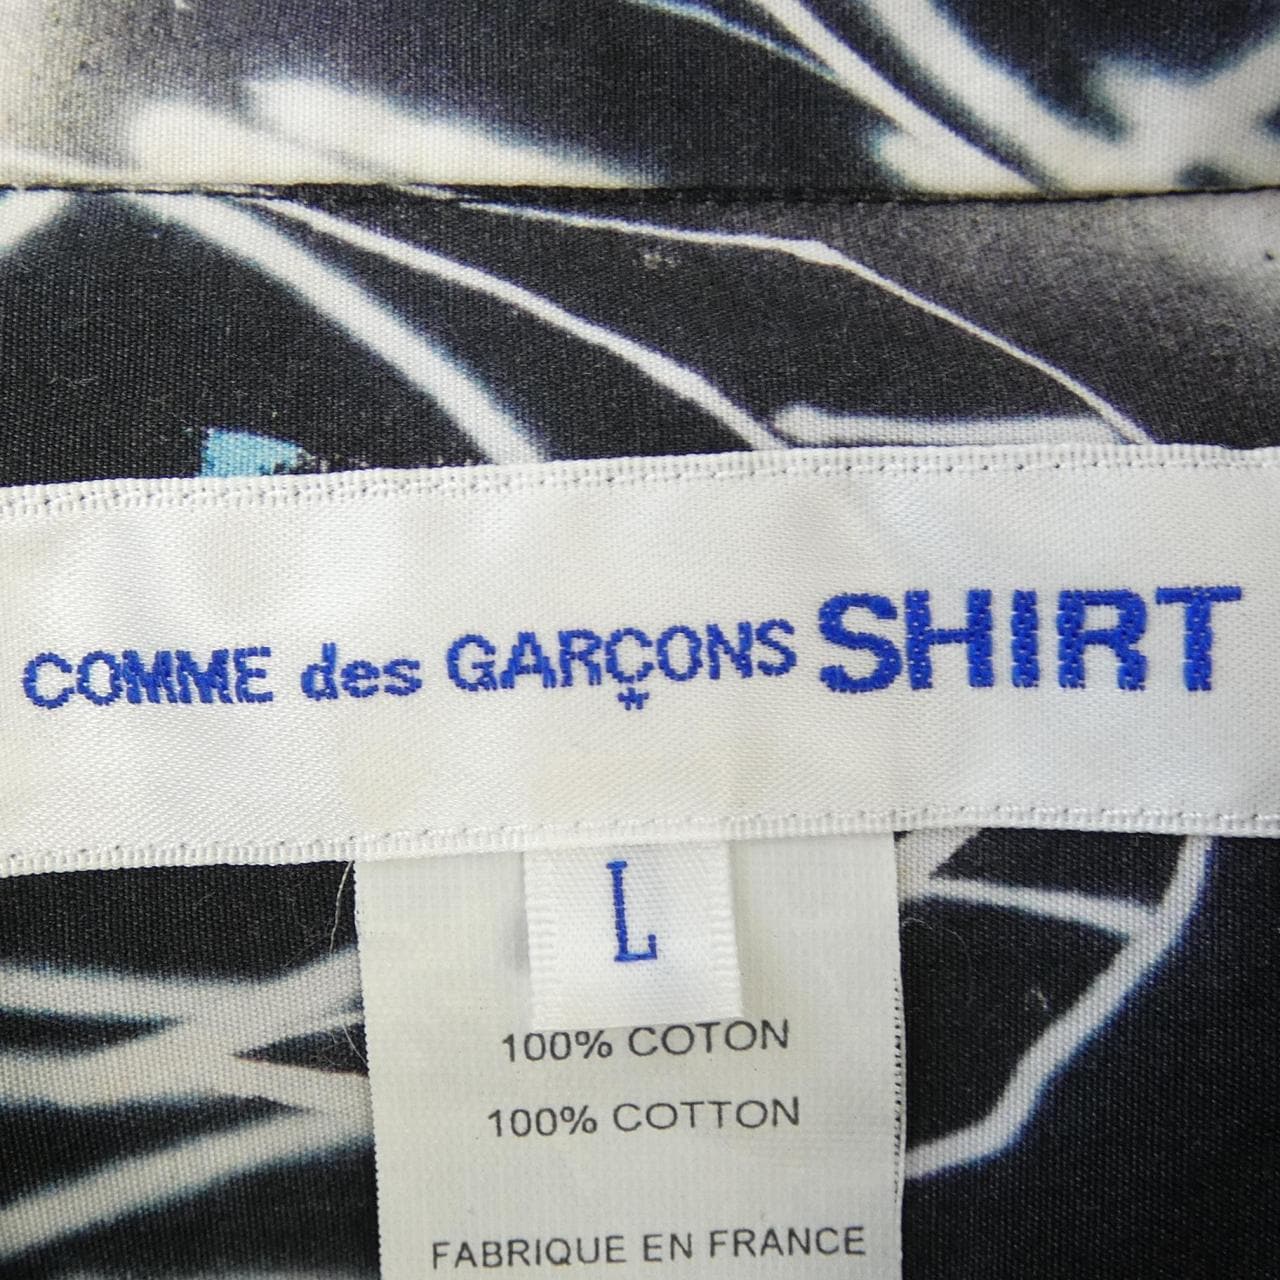 COMME des GARÇONS SHIRT
L
100% COTON
100% COTTON
FABRIQUE EN FRANCE